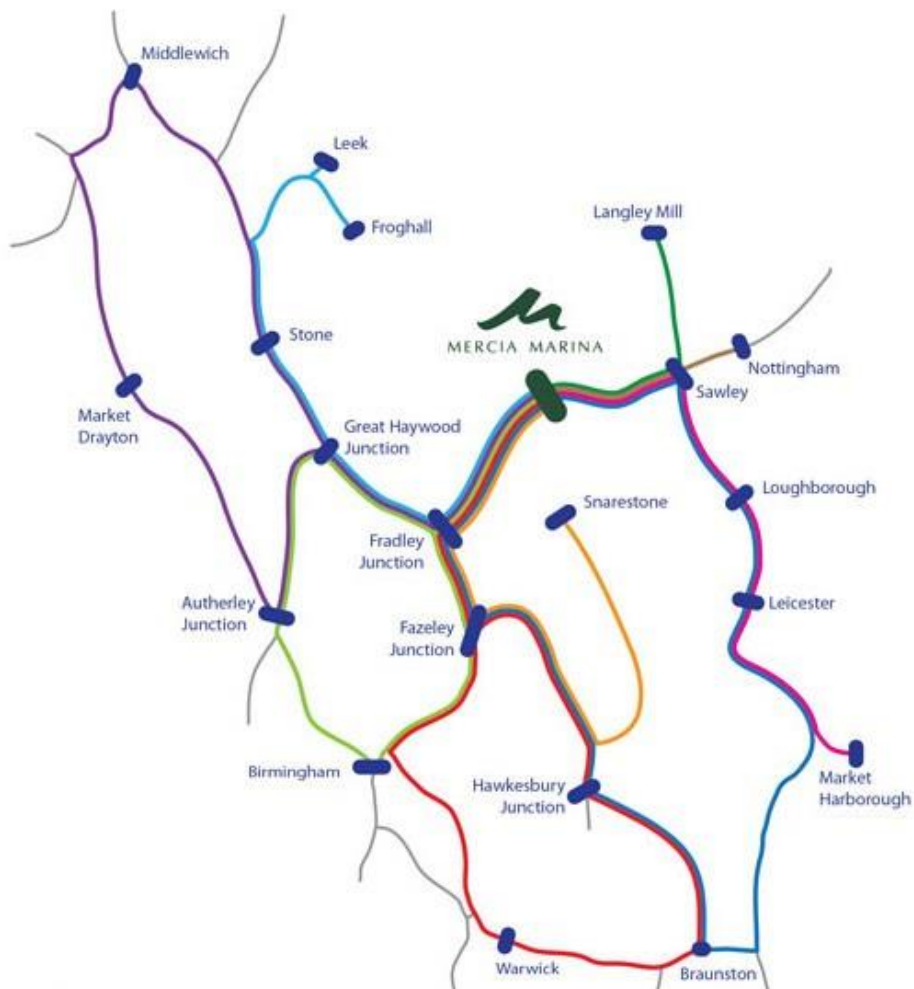 Middlewich
Leek
Froghall
Langley Mill
MERCIA MARINA
Nottingham
Sawley
Stone
Market
Drayton
Great Haywood
Junction
Loughborough
Snarestone
Fradley
Junction
Autherley
Junction
Fazeley
Junction
Leicester
Birmingham
Hawkesbury
Junction
Market
Harborough
Warwick
Braunston